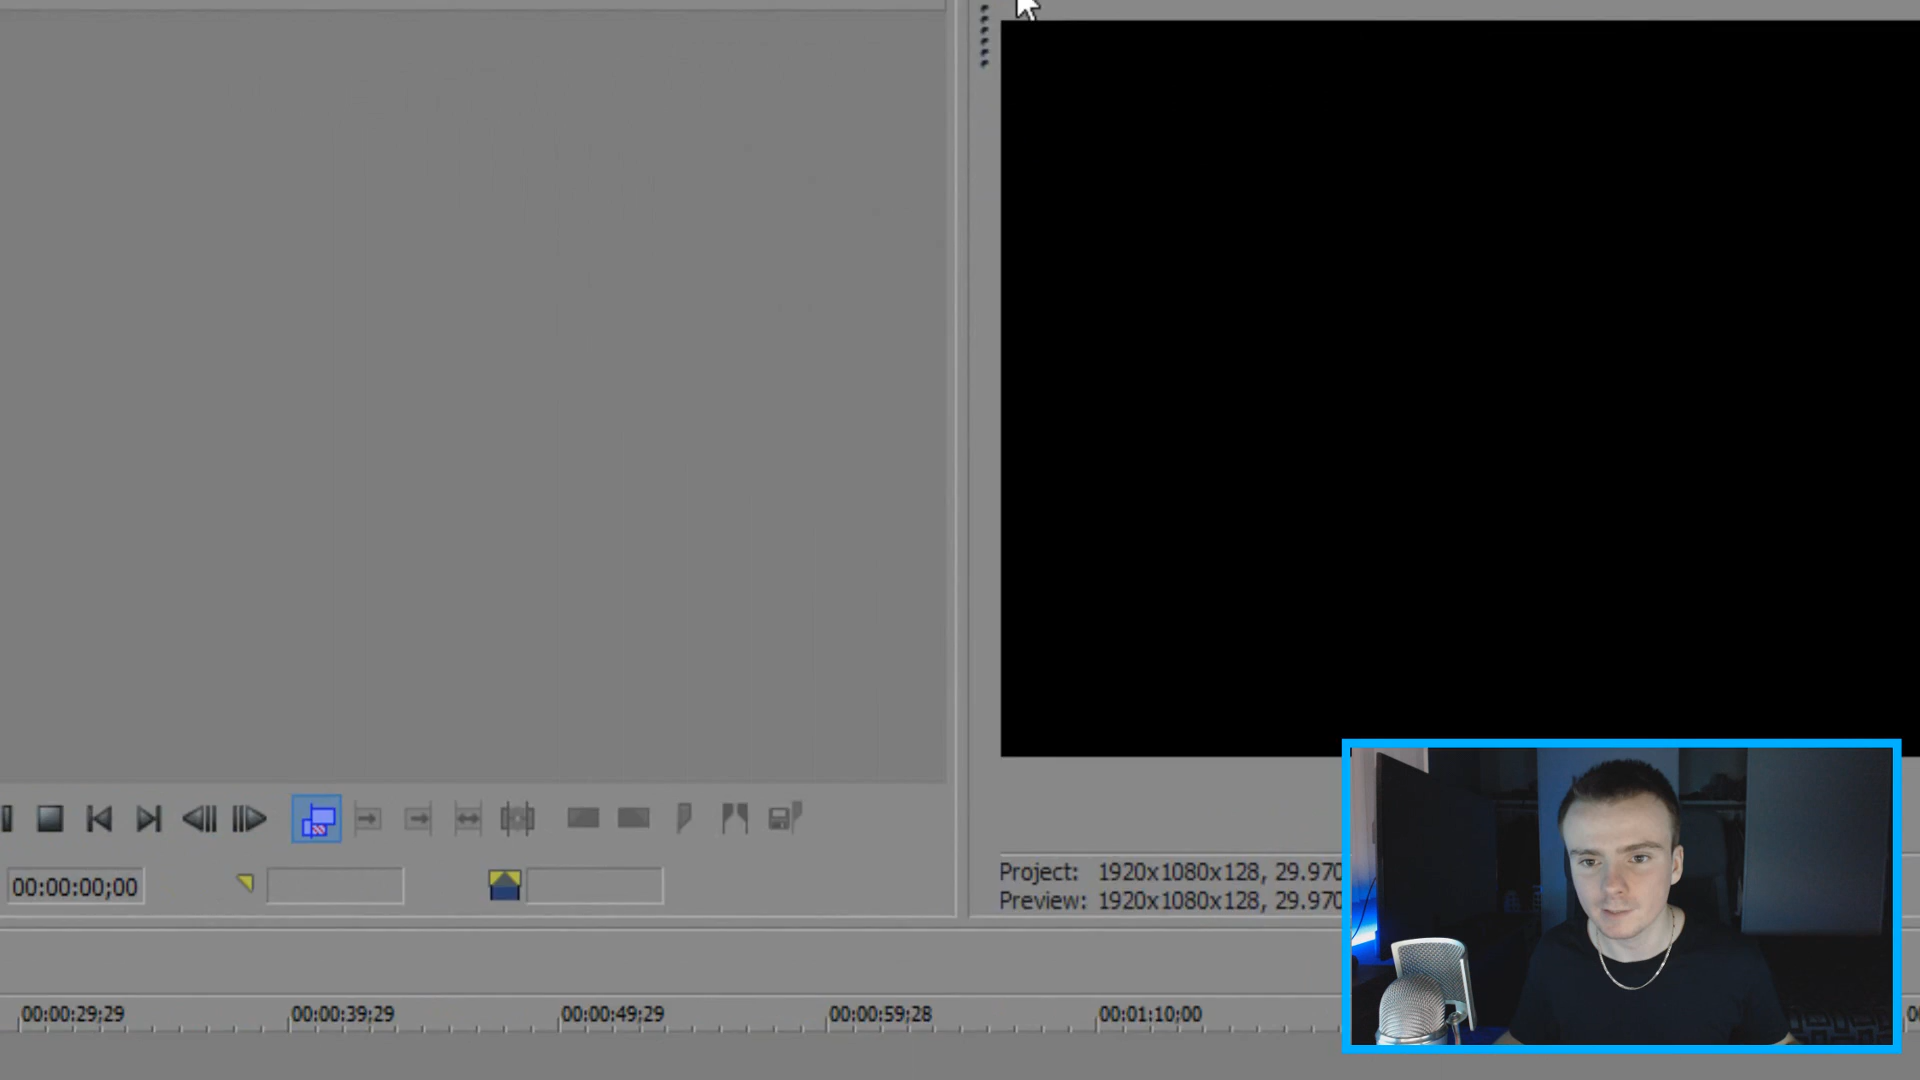 00:00:00;00
Project: 1920x1080x128, 29.970
Preview: 1920x1080x128, 29.970
00:00:29;29 00:00:39;29 00:00:49;29 00:00:59;28 00:01:10;00